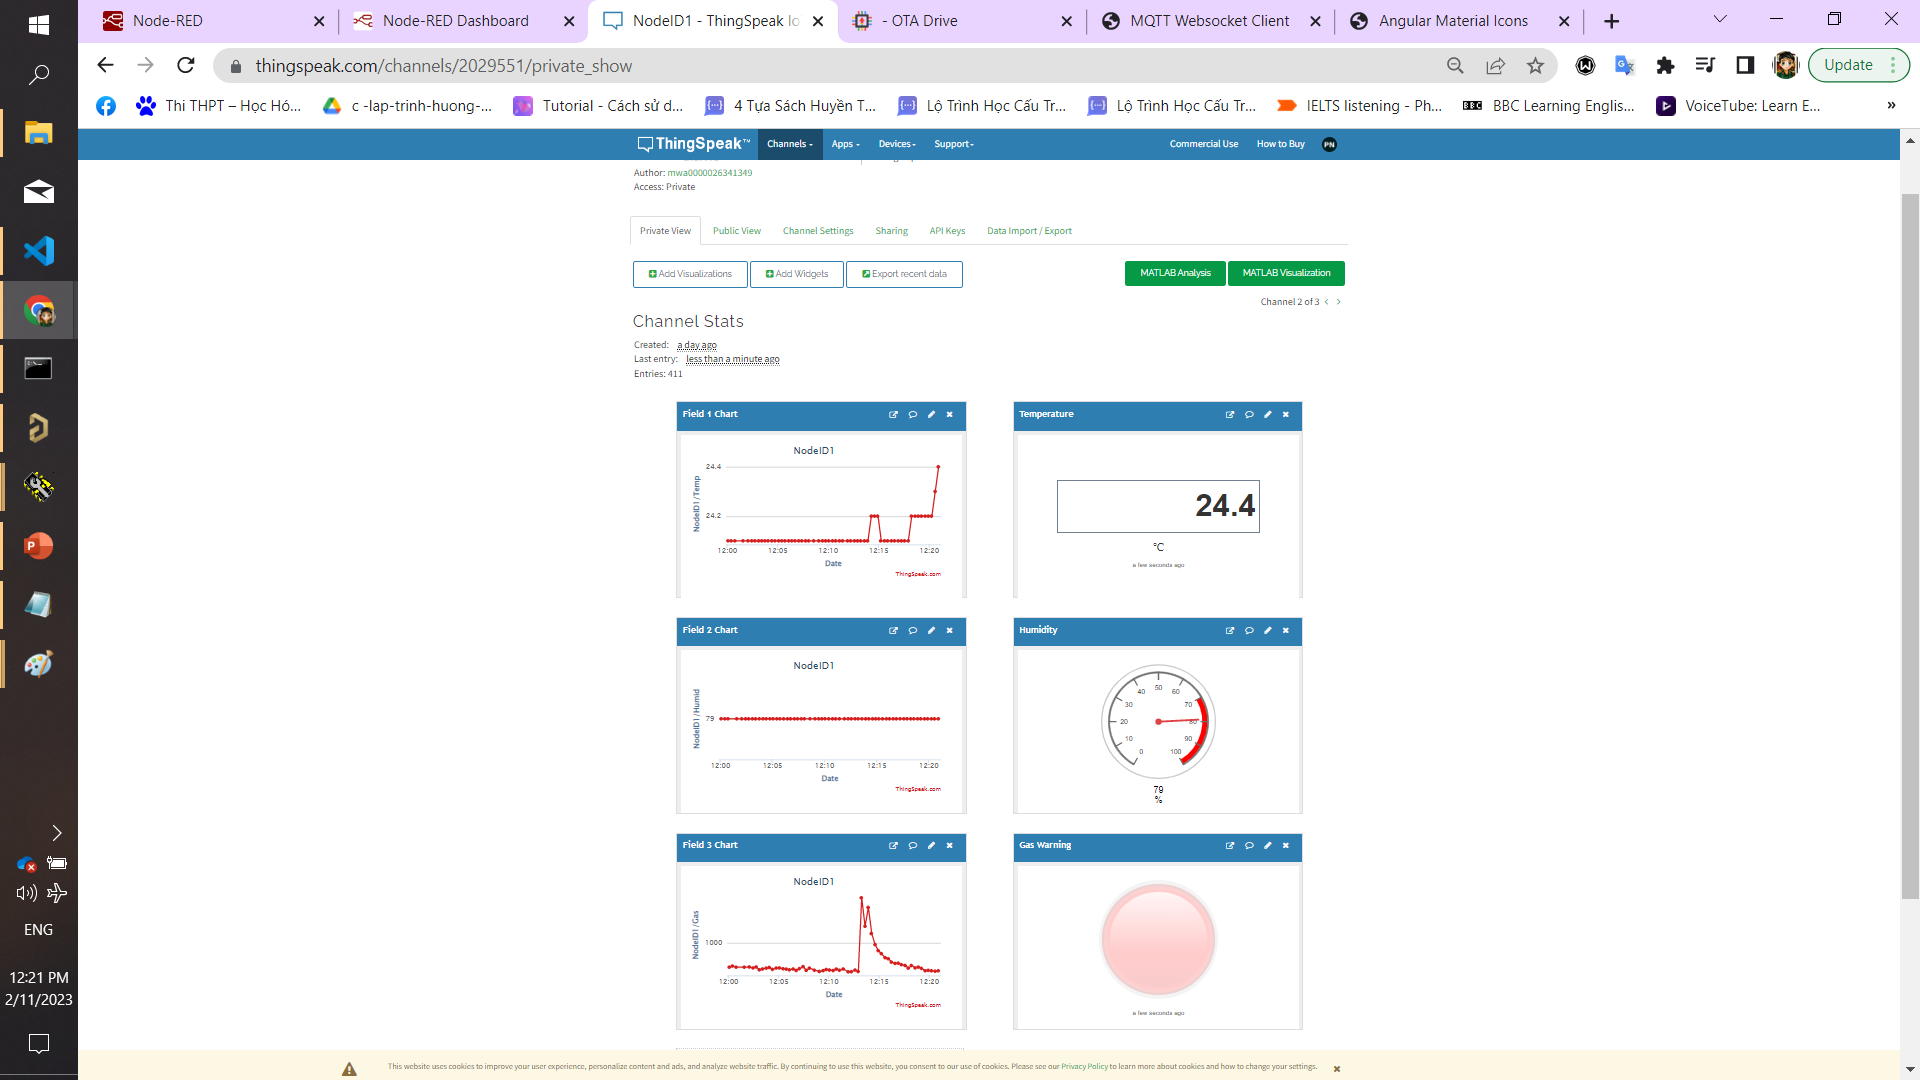 Node-RED
Node-RED Dashboard
NodeID1 - ThingSpeak Io
- OTA Drive
MQTT Websocket Client
Angular Material Icons
thingspeak.com/channels/2029551/private_show
Update
Thi THPT – Học Hó...
c -lap-trinh-huong-...
Tutorial - Cách sử d...
4 Tựa Sách Huyền T...
Lộ Trình Học Cấu Tr...
Lộ Trình Học Cấu Tr...
IELTS listening - Ph...
BBC BBC Learning Englis...
VoiceTube: Learn E...
»
ThingSpeak™
Channels
Apps
Devices
Support
Commercial Use
How to Buy
PN
Author: mwa0000026341349
Access: Private
Private View
Public View
Channel Settings
Sharing
API Keys
Data Import / Export
Add Visualizations
Add Widgets
Export recent data
MATLAB Analysis
MATLAB Visualization
Channel 2 of 3 < >
Channel Stats
Created: a day ago
Last entry: less than a minute ago
Entries: 411
Field 1 Chart
NodeID1
NodeID1/Temp
24.4
24.2
12:00 12:05 12:10 12:15 12:20
Date
ThingSpeak.com
Temperature
24.4
°C
a few seconds ago
Field 2 Chart
NodeID1
NodeID1/Humid
79
12:00 12:05 12:10 12:15 12:20
Date
ThingSpeak.com
Humidity
0 10 20 30 40 50 60 70 80 90 100
79
%
Field 3 Chart
NodeID1
NodeID1/Gas
1000
12:00 12:05 12:10 12:15 12:20
Date
ThingSpeak.com
Gas Warning
a few seconds ago
This website uses cookies to improve your user experience, personalize content and ads, and analyze website traffic. By continuing to use this website, you consent to our use of cookies. Please see our Privacy Policy to learn more about cookies and how to change your settings.
ENG
12:21 PM
2/11/2023